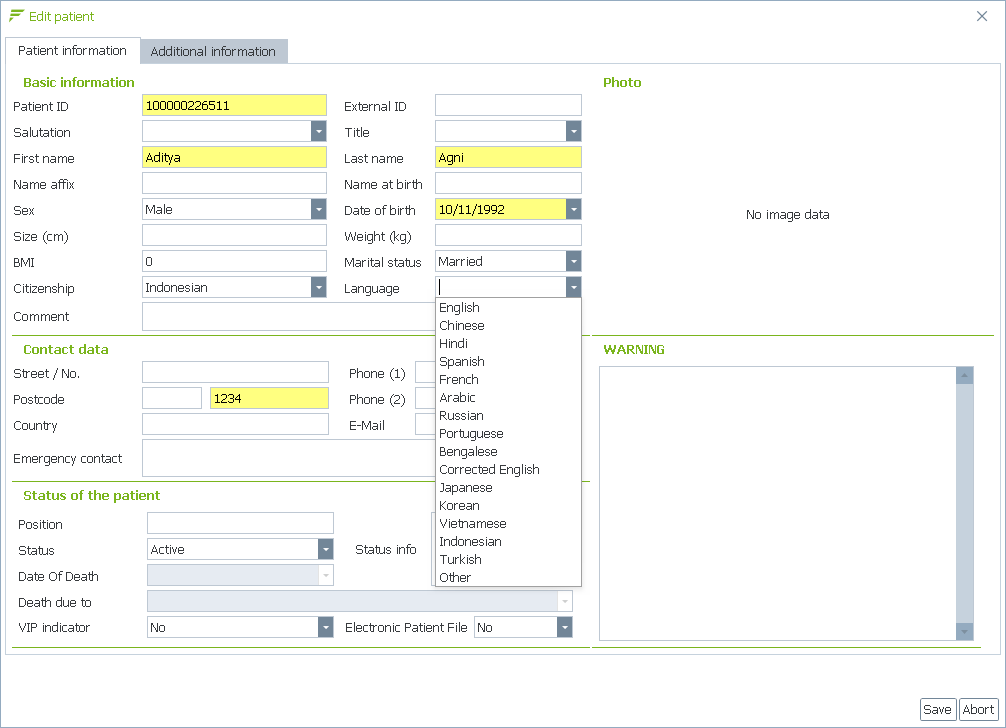 Edit patient
Patient information Additional information
Basic information
Photo
Patient ID 100000226511 External ID
Salutation Title
First name Aditya Last name Agni
Name affix Name at birth
Sex Male Date of birth 10/11/1992
No image data
Size (cm) Weight (kg)
BMI 0 Marital status Married
Citizenship Indonesian Language
Comment
English
Chinese
Hindi
Spanish
French
Arabic
Russian
Portuguese
Bengalese
Corrected English
Japanese
Korean
Vietnamese
Indonesian
Turkish
Other
Contact data
WARNING
Street / No. Phone (1)
Postcode 1234 Phone (2)
Country E-Mail
Emergency contact
Status of the patient
Position
Status Active Status info
Date Of Death
Death due to
VIP indicator No Electronic Patient File No
Save Abort